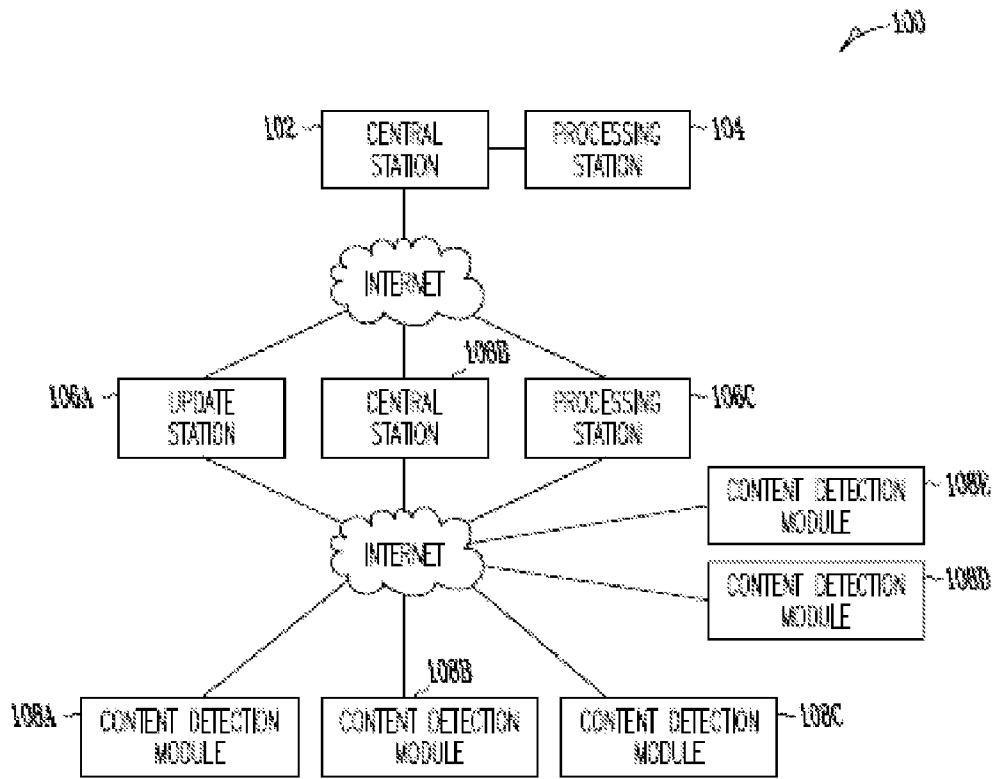 100
102
CENTRAL
STATION
PROCESSING
STATION
104
INTERNET
106A
UPDATE
STATION
106B
CENTRAL
STATION
PROCESSING
STATION
106C
INTERNET
CONTENT DETECTION
MODULE
108E
CONTENT DETECTION
MODULE
108D
108A
CONTENT DETECTION
MODULE
108B
CONTENT DETECTION
MODULE
CONTENT DETECTION
MODULE
108C